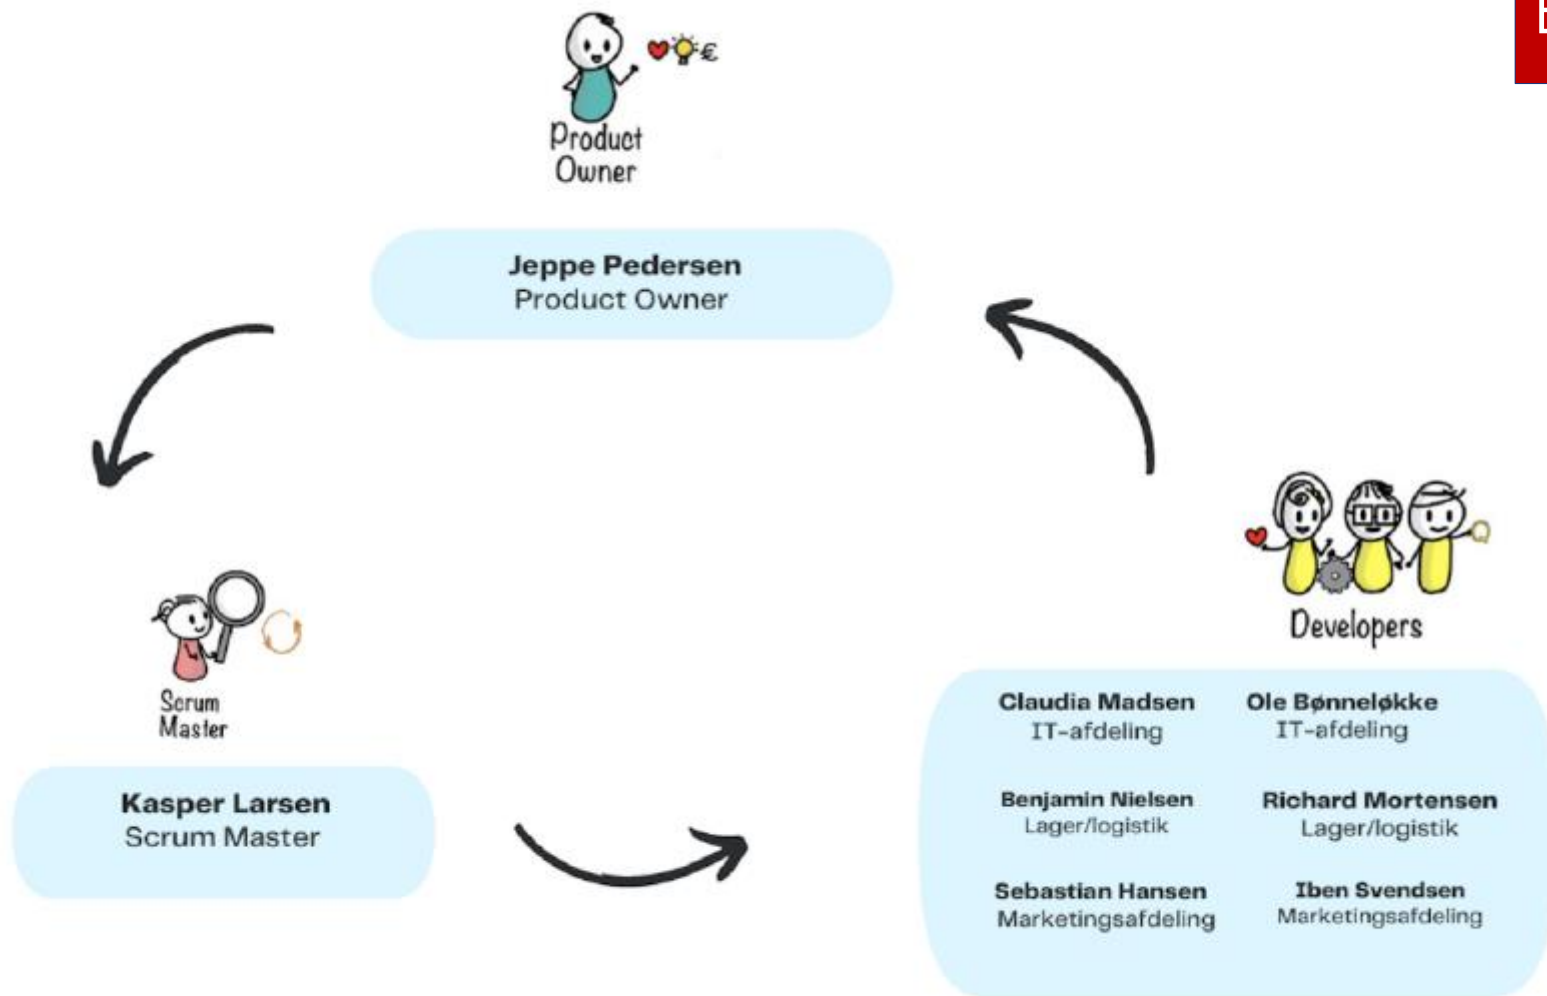 Product
Owner
Jeppe Pedersen
Product Owner
Scrum
Master
Kasper Larsen
Scrum Master
Developers
Claudia Madsen
IT-afdeling
Ole Bønneløkke
IT-afdeling
Benjamin Nielsen
Lager/logistik
Richard Mortensen
Lager/logistik
Sebastian Hansen
Marketingsafdeling
Iben Svendsen
Marketingsafdeling